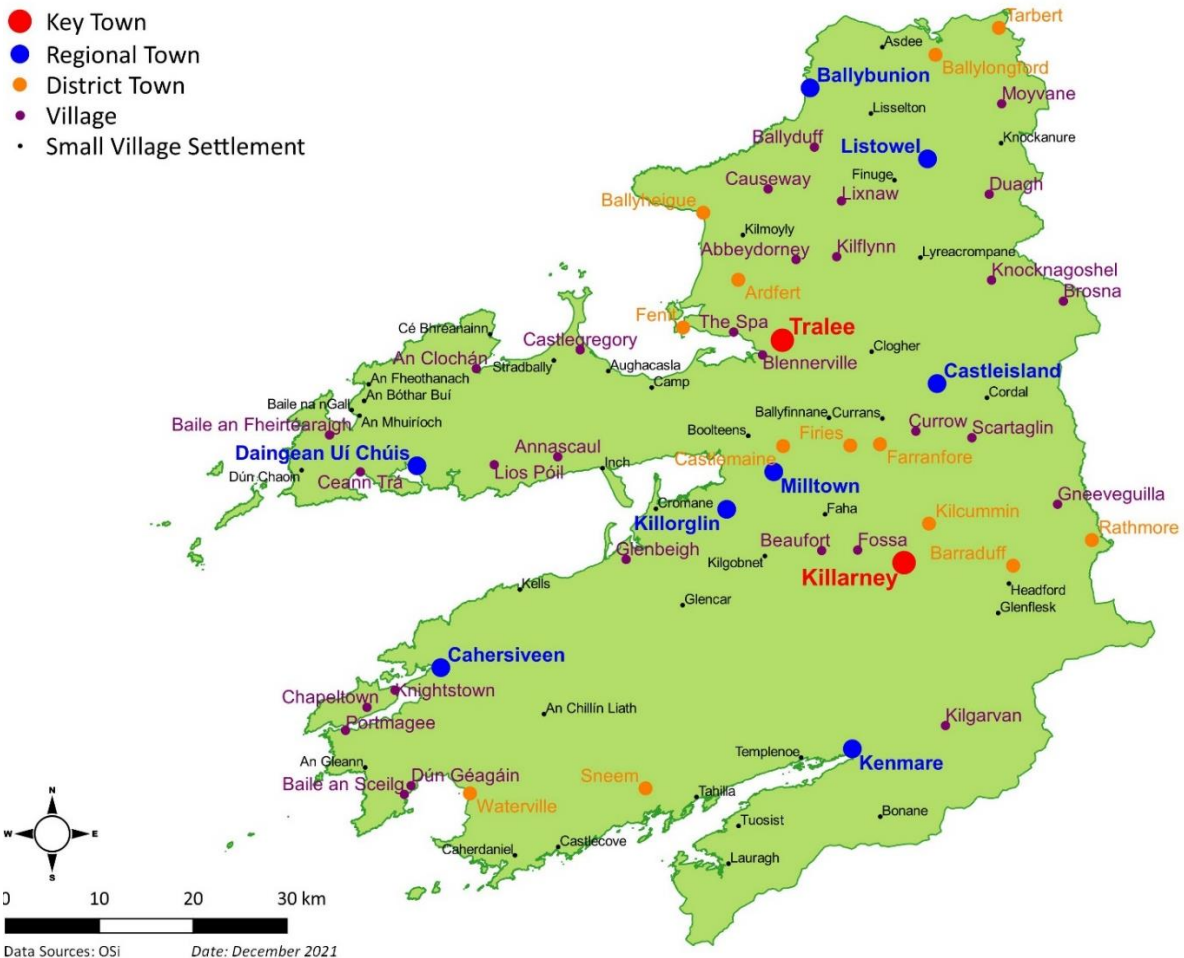 Key Town
Regional Town
District Town
Village
Small Village Settlement
Tarbert
Asdee
Ballylongford
Ballybunion
Moyvane
Lisselton
Ballyduff
Knockanure
Listowel
Causeway
Finuge
Duagh
Lixnaw
Ballyheigue
Kilmoyly
Abbeydorney
Kilflynn
Lyreacrompane
Knocknagoshel
Ardfert
Brosna
Fenit
The Spa
Tralee
Cé Bhréanainn
Castlegregory
Clogher
An Clochán
Stradbally
Aughacasla
Blennerville
Castleisland
An Fheothanach
Camp
An Bóthar Buí
Cordal
Baile na nGall
An Mhuiríoch
Ballyfinnane
Currans
Baile an Fheirtearaigh
Boolteens
Currow
Scartaglin
Annascaul
Firies
Daingean Uí Chúis
Castlemaine
Farranfore
Dún Chaoin
Ceann Trá
Lios Póil
Inch
Milltown
Gneeveguilla
Cromane
Killorglin
Faha
Kilcummin
Rathmore
Glenbeigh
Beaufort
Fossa
Kilgobnet
Barraduff
Killarney
Kells
Headford
Glencar
Glenflesk
Cahersiveen
Knightstown
Chapeltown
An Chillín Liath
Portmagee
Kilgarvan
Templenoe
An Gleann
Kenmare
Baile an Sceilg
Dún Géagáin
Sneem
Waterville
Tahilla
Bonane
Tuosist
Castlecove
Caherdaniel
Lauragh
N
W
E
S
0 10 20 30 km
Data Sources: OSi Date: December 2021